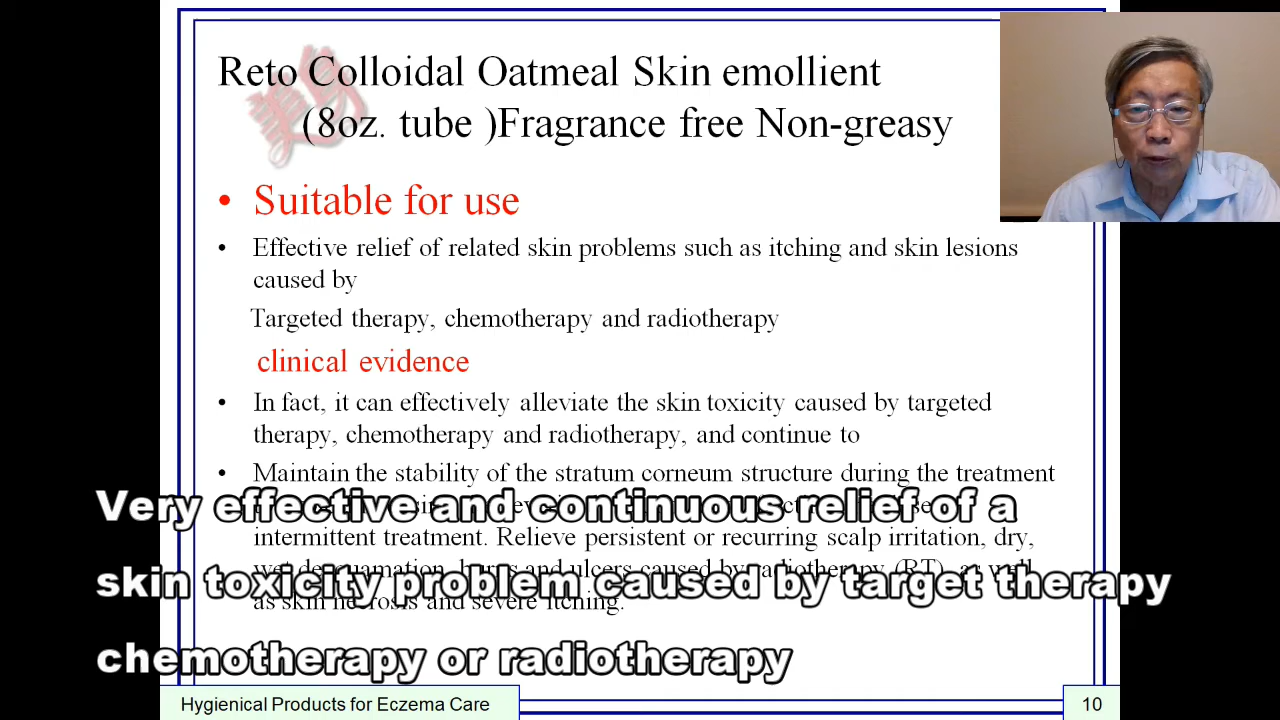 Reto Colloidal Oatmeal Skin emollient
(8oz. tube )Fragrance free Non-greasy
• Suitable for use
• Effective relief of related skin problems such as itching and skin lesions
caused by
Targeted therapy, chemotherapy and radiotherapy
clinical evidence
• In fact, it can effectively alleviate the skin toxicity caused by targeted
therapy, chemotherapy and radiotherapy, and continue to
• Maintain the stability of the stratum corneum structure during the treatment
Very effective and continuous relief of a
intermittent treatment. Relieve persistent or recurring scalp irritation, dry,
skin toxicity problem caused by target therapy
as skin necrosis and severe itching.
chemotherapy or radiotherapy
Hygienical Products for Eczema Care
10